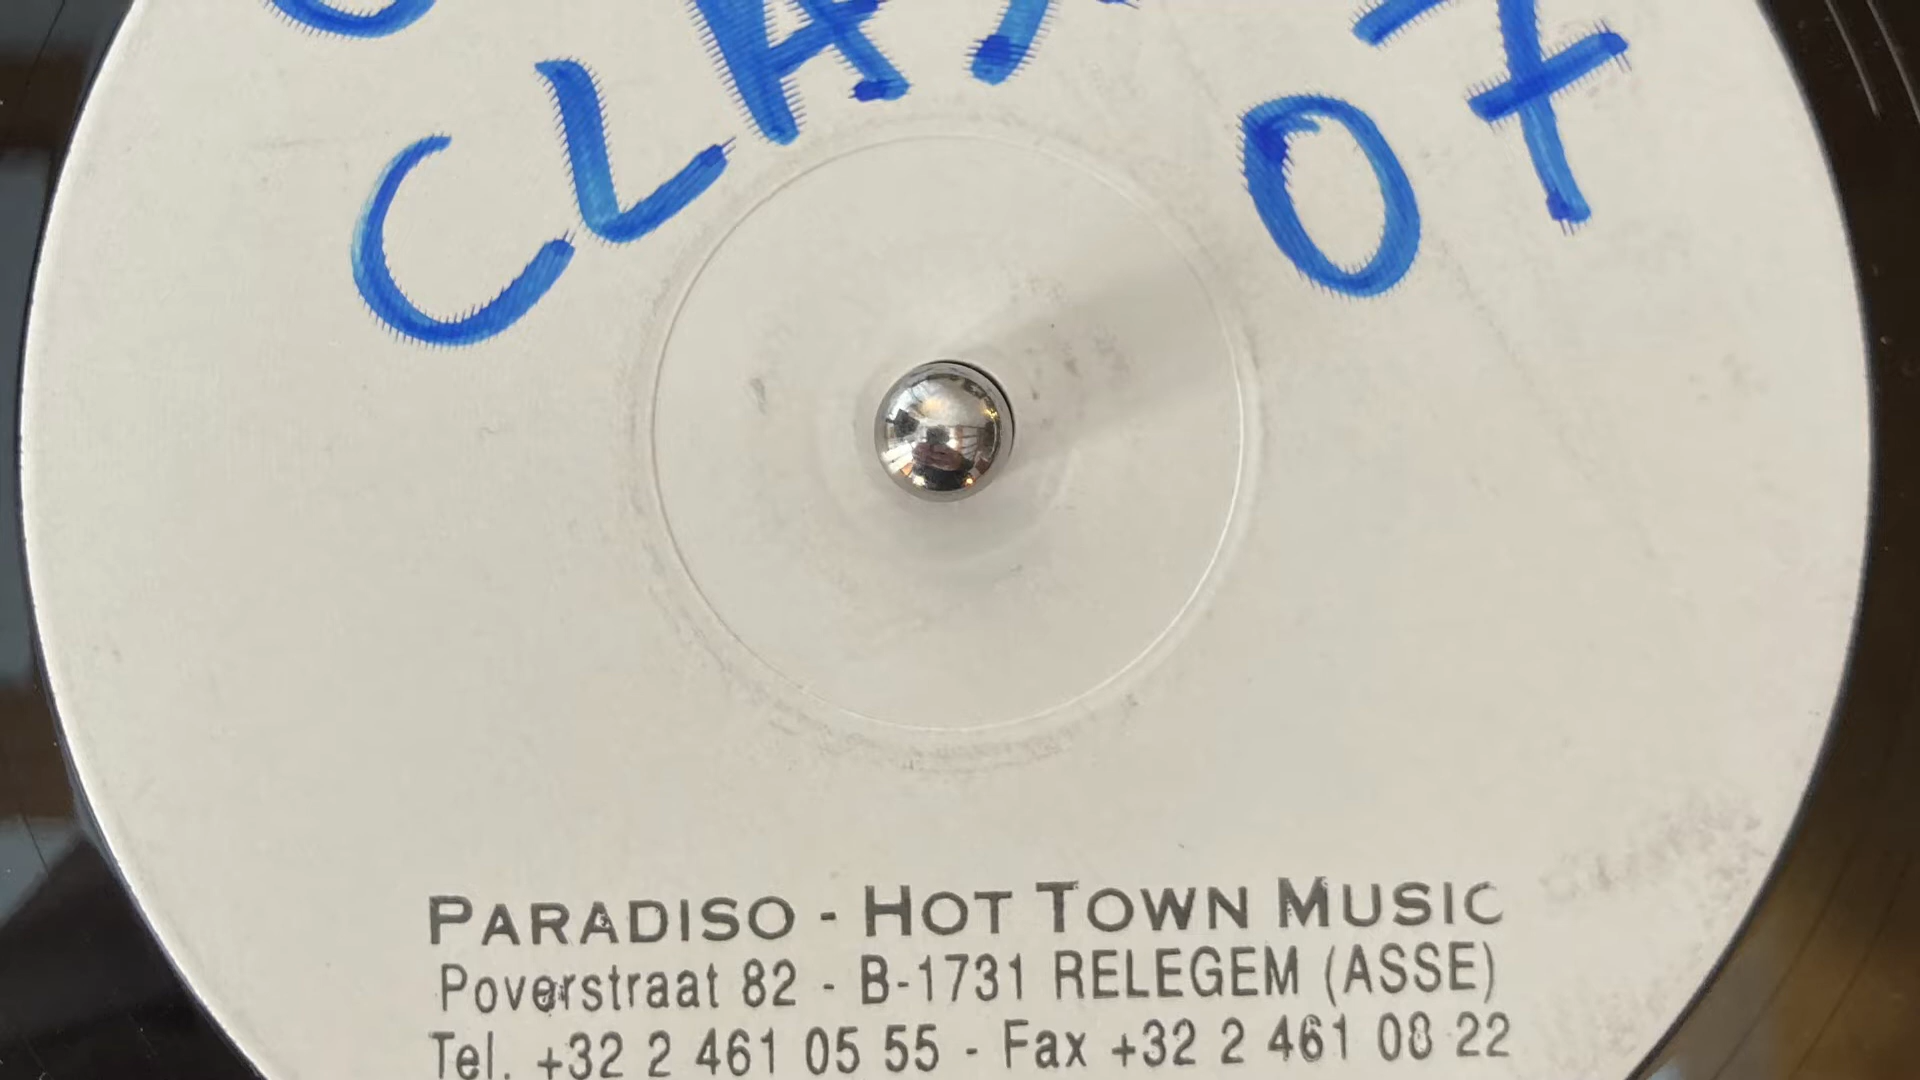 07
PARADISO - HOT TOWN MUSIC
Poverstraat 82 - B-1731 RELEGEM (ASSE)
Tel. +32 2 461 05 55 - Fax +32 2 461 08 22